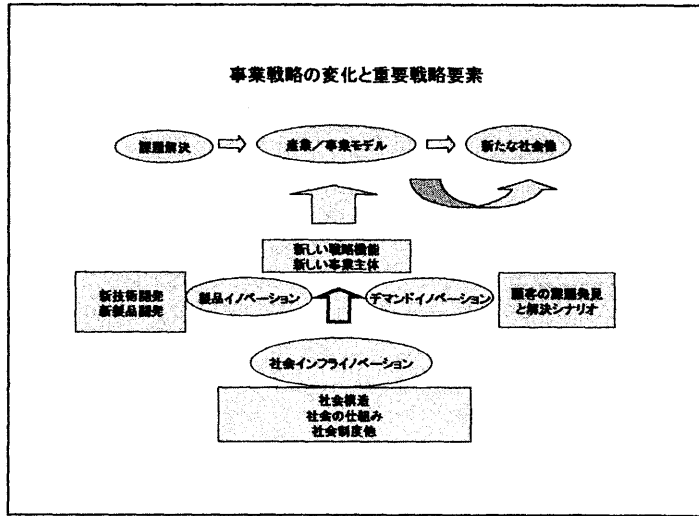 事業戦略の変化と重要戦略要素
課題解決
産業/事業モデル
新たな社会像
新しい戦略機能
新しい事業主体
新技術開発
新製品開発
製品イノベーション
デマンドイノベーション
顧客の課題発見
と解決シナリオ
社会インフライノベーション
社会構造
社会の仕組み
社会制度他